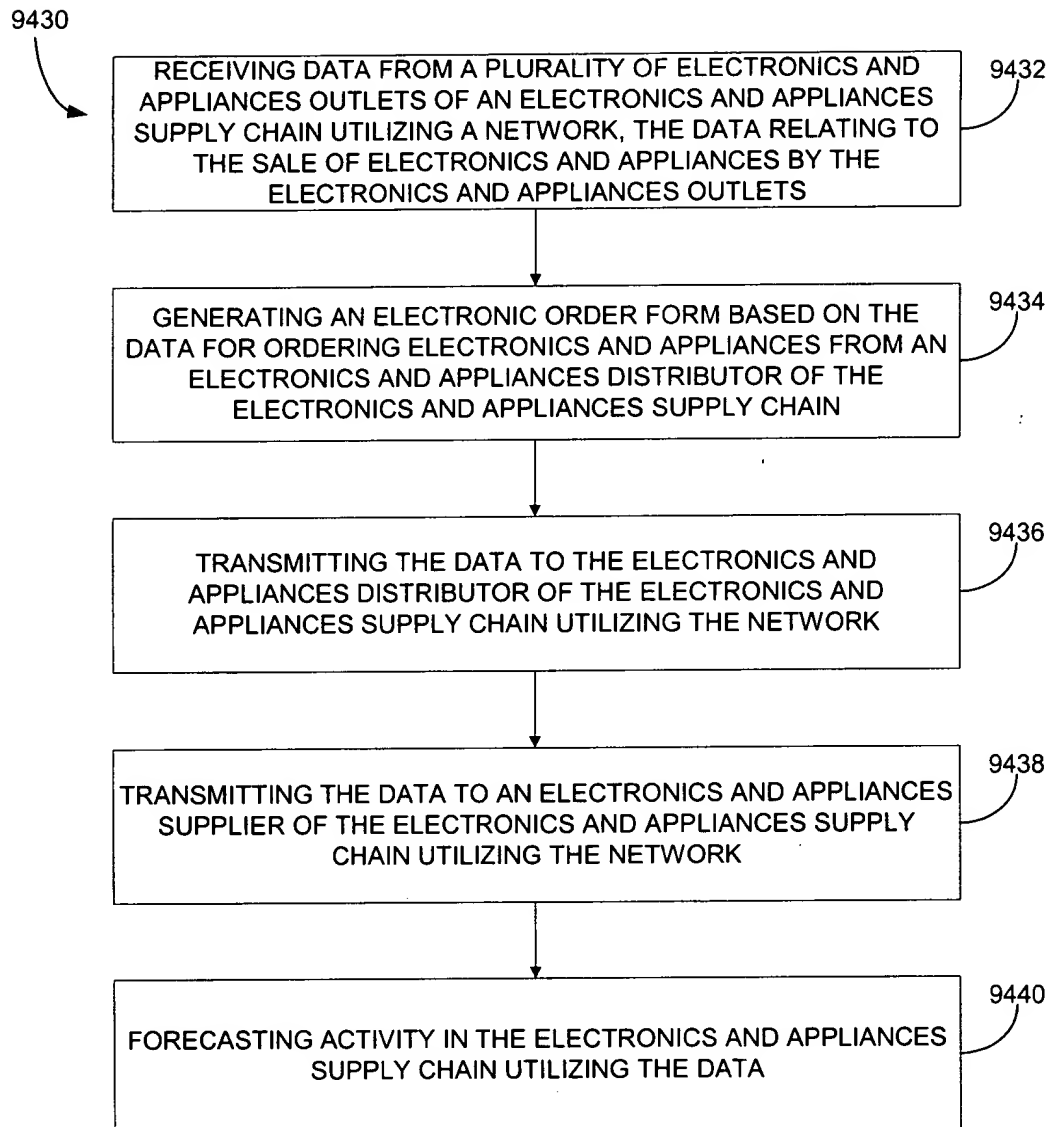 9430
RECEIVING DATA FROM A PLURALITY OF ELECTRONICS AND
APPLIANCES OUTLETS OF AN ELECTRONICS AND APPLIANCES
SUPPLY CHAIN UTILIZING A NETWORK, THE DATA RELATING TO
THE SALE OF ELECTRONICS AND APPLIANCES BY THE
ELECTRONICS AND APPLIANCES OUTLETS
9432
GENERATING AN ELECTRONIC ORDER FORM BASED ON THE
DATA FOR ORDERING ELECTRONICS AND APPLIANCES FROM AN
ELECTRONICS AND APPLIANCES DISTRIBUTOR OF THE
ELECTRONICS AND APPLIANCES SUPPLY CHAIN
9434
TRANSMITTING THE DATA TO THE ELECTRONICS AND
APPLIANCES DISTRIBUTOR OF THE ELECTRONICS AND
APPLIANCES SUPPLY CHAIN UTILIZING THE NETWORK
9436
TRANSMITTING THE DATA TO AN ELECTRONICS AND APPLIANCES
SUPPLIER OF THE ELECTRONICS AND APPLIANCES SUPPLY
CHAIN UTILIZING THE NETWORK
9438
FORECASTING ACTIVITY IN THE ELECTRONICS AND APPLIANCES
SUPPLY CHAIN UTILIZING THE DATA
9440